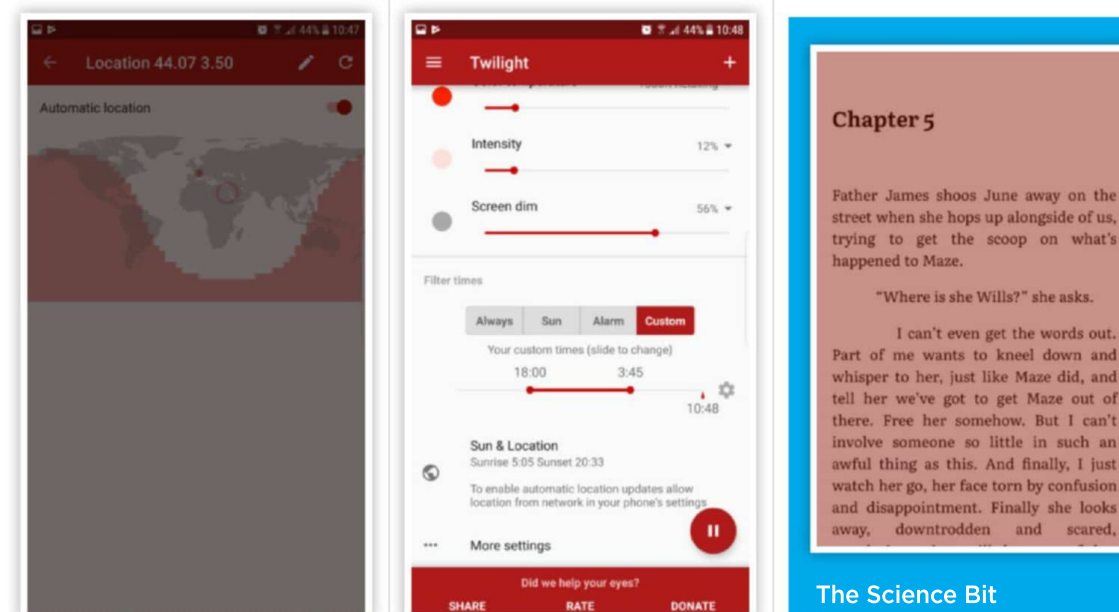 44% 10:47
Location 44.07 3.50
Automatic location
44% 10:48
Twilight
Intensity
12%
Screen dim
56%
Filter times
Always Sun Alarm Custom
Your custom times (slide to change)
18:00 3:45
10:48
Sun & Location
Sunrise 5:05 Sunset 20:33
To enable automatic location updates allow
location from network in your phone's settings
More settings
Did we help your eyes?
SHARE RATE DONATE
Chapter 5
Father James shoos June away on the
street when she hops up alongside of us,
trying to get the scoop on what's
happened to Maze.
"Where is she Wills?" she asks.
I can't even get the words out.
Part of me wants to kneel down and
whisper to her, just like Maze did, and
tell her we've got to get Maze out of
there. Free her somehow. But I can't
involve someone so little in such an
awful thing as this. And finally, I just
watch her go, her face torn by confusion
and disappointment. Finally she looks
away, downtrodden and scared,
The Science Bit